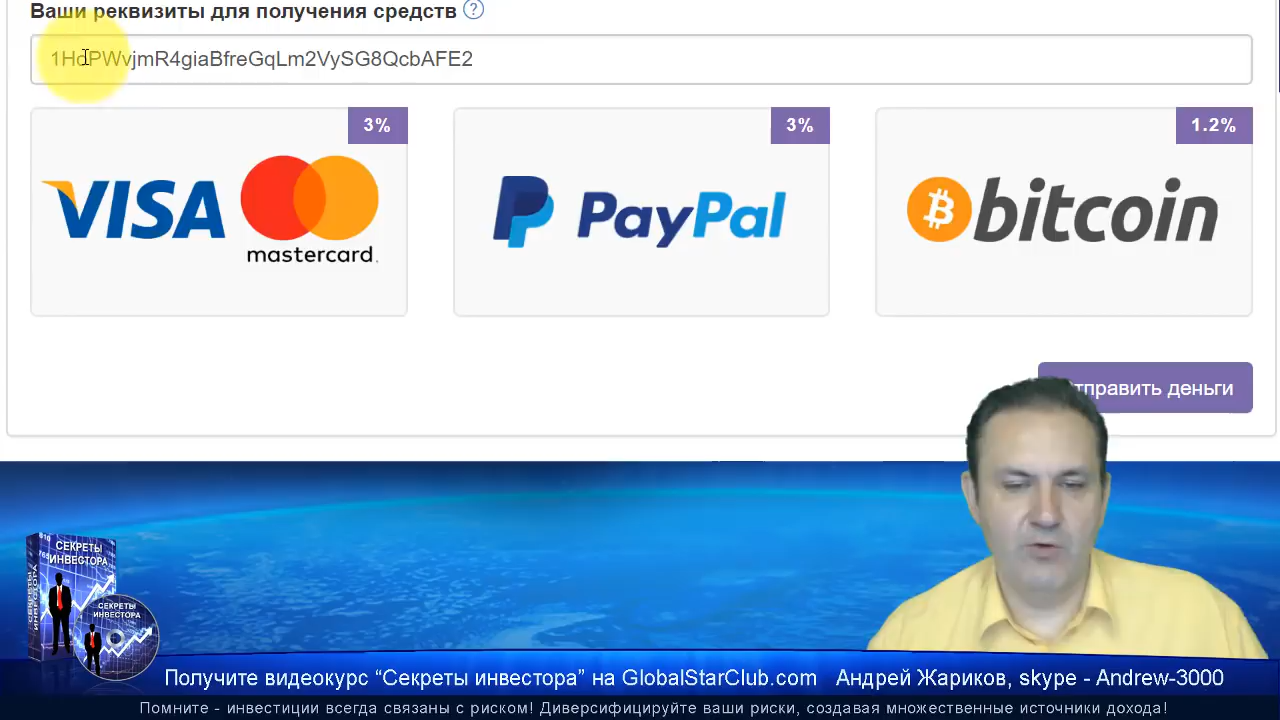 Ваши реквизиты для получения средств ?
1HdPWvjmR4giaBfreGqLm2VySG8QcbAFE2
3%
3%
1.2%
VISA
mastercard.
PayPal
bitcoin
тправить деньги
СЕКРЕТЫ
ИНВЕСТОРА
СЕКРЕТЫ
ИНВЕСТОРА
Получите видеокурс “Секреты инвестора” на GlobalStarClub.com Андрей Жариков, skype - Andrew-3000
Помните - инвестиции всегда связаны с риском! Диверсифицируйте ваши риски, создавая множественные источники дохода!